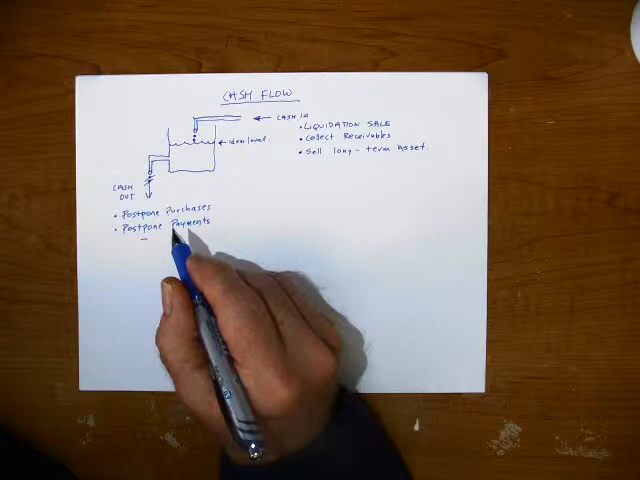 CASH FLOW
CASH IN
• LIQUIDATION SALE
• Collect Receivables
• Sell long-term Asset.
ideal level.
CASH OUT
• Postpone Purchases
• Postpone Payments
–